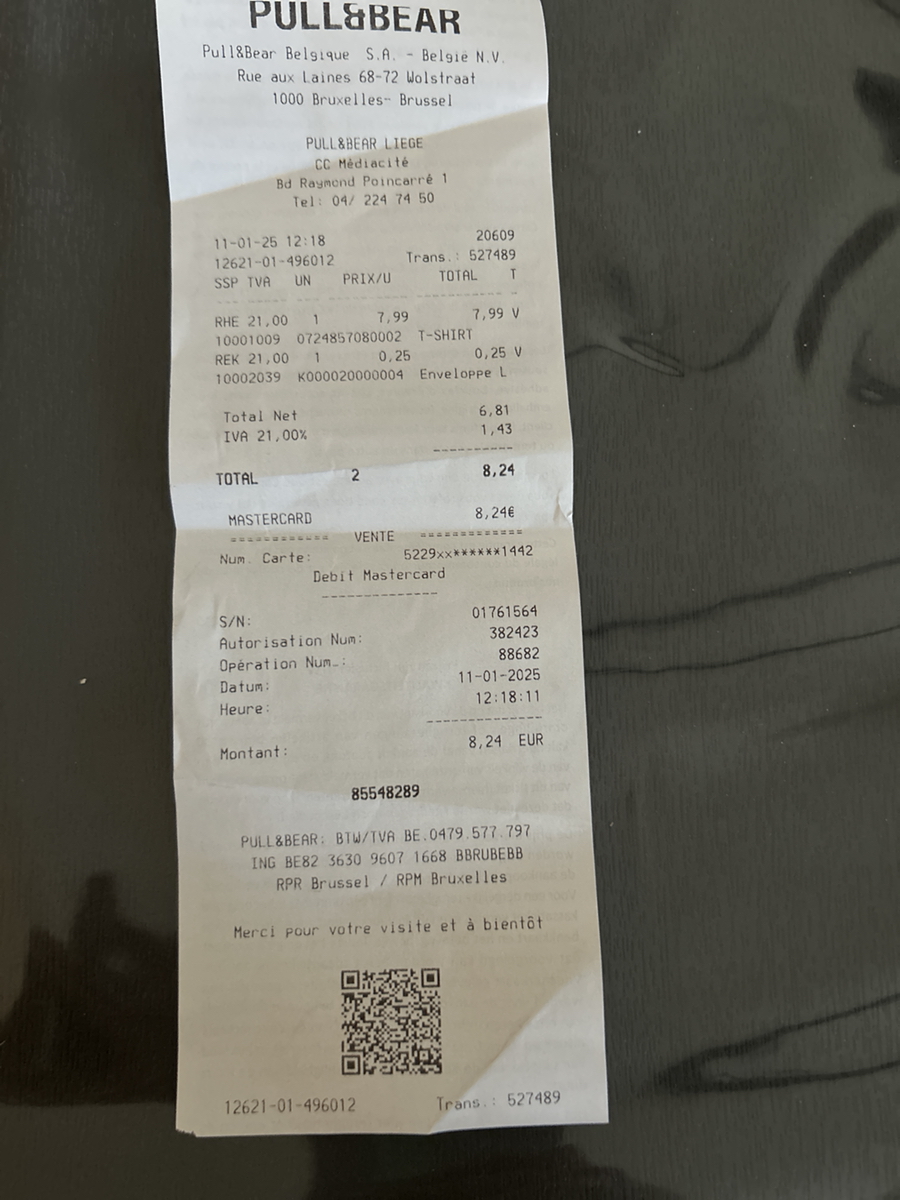 PULL&BEAR
Pull&Bear Belgique S.A. - Belgie N.V.
Rue aux Laines 68-72 Wolstraat
1000 Bruxelles- Brussel
PULL&BEAR LIEGE
CC Médiacité
Bd Raymond Poincarré 1
Tel: 04/ 224 74 50
11-01-25 12:18 20609
12621-01-496012 Trans.: 527489
SSP TVA UN PRIX/U TOTAL T
RHE 21,00 1 7,99 7,99 V
10001009 0724857080002 T-SHIRT
REK 21,00 1 0,25 0,25 V
10002039 K000020000004 Enveloppe L
Total Net 6,81
IVA 21,00% 1,43
----------
TOTAL 2 8,24
MASTERCARD 8,24€
============ VENTE ============
Num. Carte: 5229xx******1442
Debit Mastercard
--------------
S/N: 01761564
Autorisation Num: 382423
Opération Num.: 88682
Datum: 11-01-2025
Heure: 12:18:11
--------------
Montant: 8,24 EUR
85548289
PULL&BEAR: BTW/TVA BE.0479.577.797
ING BE82 3630 9607 1668 BBRUBEBB
RPR Brussel / RPM Bruxelles
Merci pour votre visite et à bientôt
12621-01-496012 Trans.: 527489